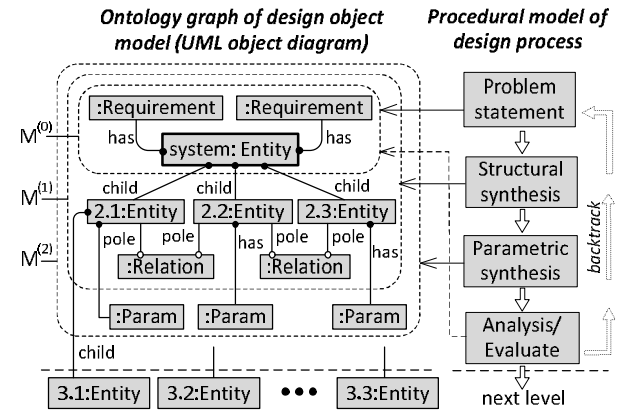 Ontology graph of design object
model (UML object diagram)
Procedural model of
design process
:Requirement
:Requirement
has
has
system: Entity
M(0)
child
child
child
M(1)
2.1:Entity
2.2:Entity
2.3:Entity
pole
pole
has
pole
pole
has
M(2)
:Relation
:Relation
:Param
:Param
:Param
child
3.1:Entity
3.2:Entity
•••
3.3:Entity
Problem
statement
Structural
synthesis
Parametric
synthesis
Analysis/
Evaluate
backtrack
next level